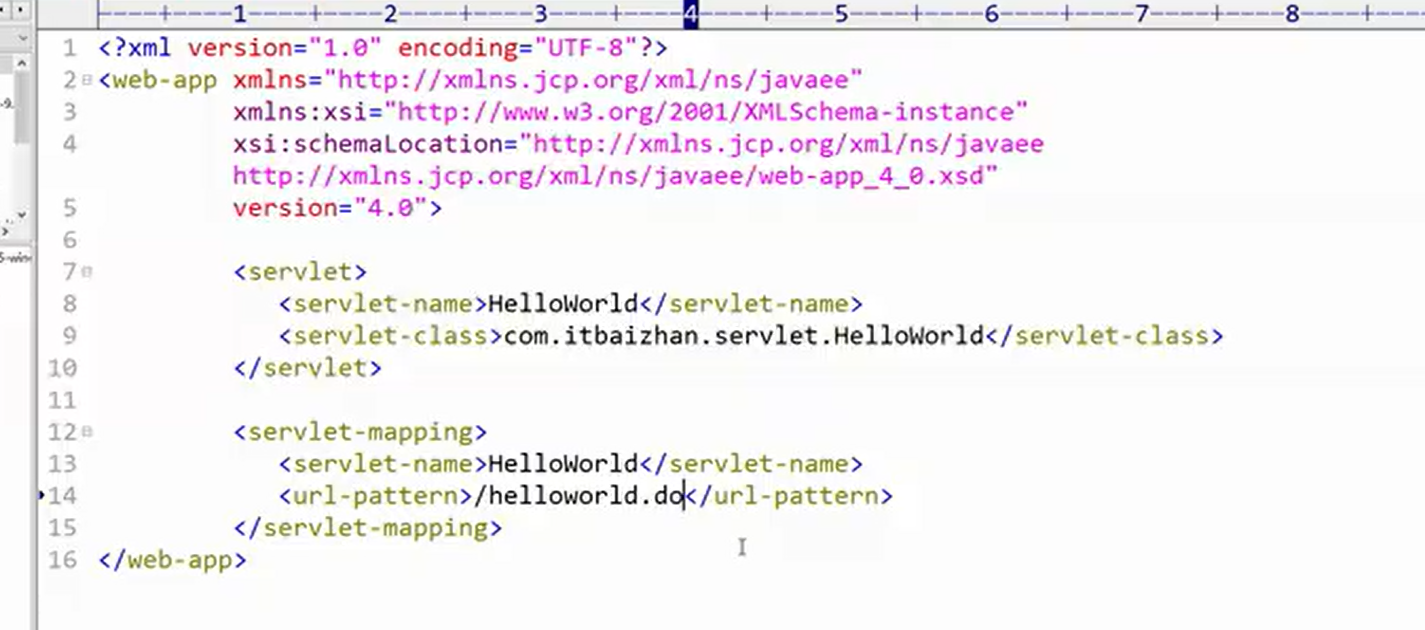 1 2 3 4 5 6 7 8
1 <?xml version="1.0" encoding="UTF-8"?>
2 <web-app xmlns="http://xmlns.jcp.org/xml/ns/javaee"
3 xmlns:xsi="http://www.w3.org/2001/XMLSchema-instance"
4 xsi:schemaLocation="http://xmlns.jcp.org/xml/ns/javaee
http://xmlns.jcp.org/xml/ns/javaee/web-app_4_0.xsd"
5 version="4.0">
6
7 <servlet>
8 <servlet-name>HelloWorld</servlet-name>
9 <servlet-class>com.itbaizhan.servlet.HelloWorld</servlet-class>
10 </servlet>
11
12 <servlet-mapping>
13 <servlet-name>HelloWorld</servlet-name>
14 <url-pattern>/helloworld.do</url-pattern>
15 </servlet-mapping>
16 </web-app>